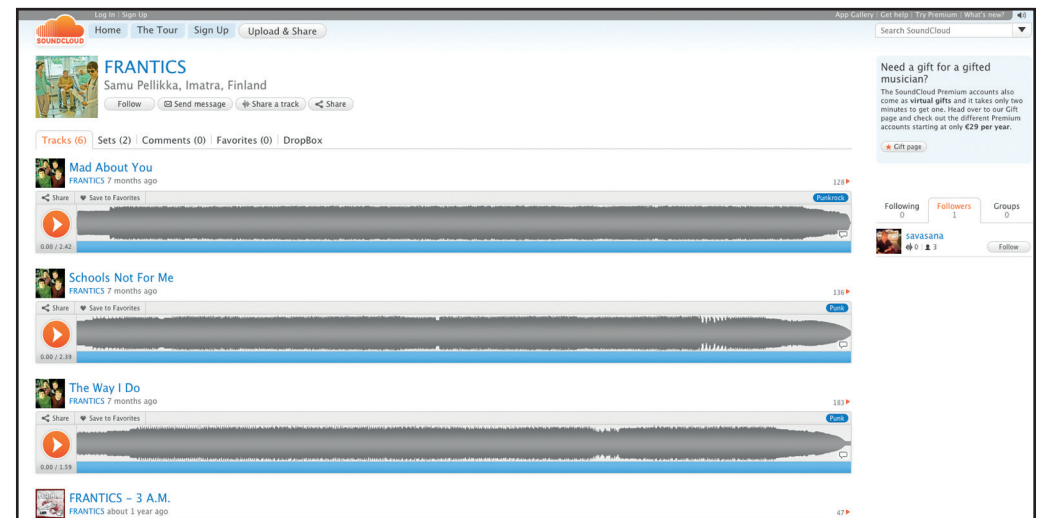 Log In | Sign Up
App Gallery | Get help | Try Premium | What's new?
SOUNDCLOUD
Home The Tour Sign Up Upload & Share
Search SoundCloud
FRANTICS
Samu Pellikka, Imatra, Finland
Follow Send message Share a track Share
Tracks (6) Sets (2) Comments (0) Favorites (0) DropBox
Mad About You
FRANTICS 7 months ago
128
Share Save to Favorites
Punkrock
0.00 / 2.42
Schools Not For Me
FRANTICS 7 months ago
136
Share Save to Favorites
Punk
0.00 / 2.39
The Way I Do
FRANTICS 7 months ago
183
Share Save to Favorites
Punk
0.00 / 1.59
FRANTICS – 3 A.M.
FRANTICS about 1 year ago
47
Need a gift for a gifted
musician?
The SoundCloud Premium accounts also
come as virtual gifts and it takes only two
minutes to get one. Head over to our Gift
page and check out the different Premium
accounts starting at only €29 per year.
Gift page
Following Followers Groups
0 1 0
savasana
0 3
Follow